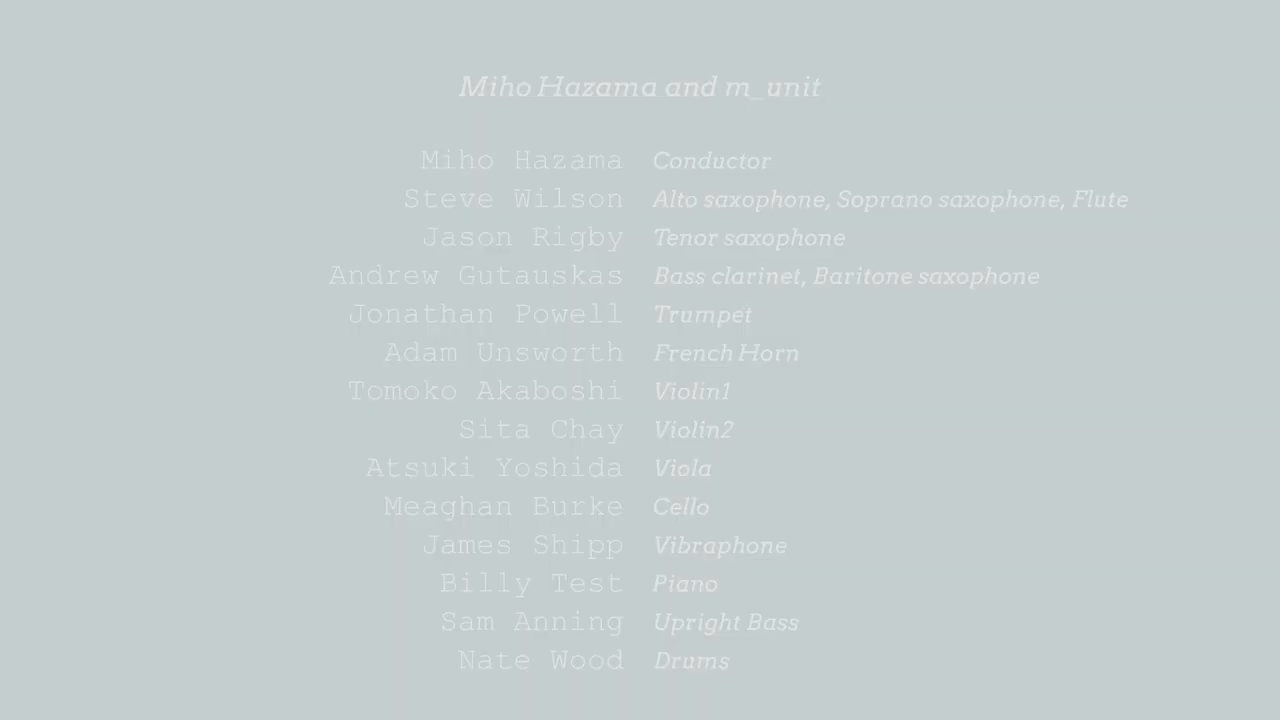 Miho Hazama and m_unit
Miho Hazama Conductor
Steve Wilson Alto saxophone, Soprano saxophone, Flute
Jason Rigby Tenor saxophone
Andrew Gutauskas Bass clarinet, Baritone saxophone
Jonathan Powell Trumpet
Adam Unsworth French Horn
Tomoko Akaboshi Violin1
Sita Chay Violin2
Atsuki Yoshida Viola
Meaghan Burke Cello
James Shipp Vibraphone
Billy Test Piano
Sam Anning Upright Bass
Nate Wood Drums